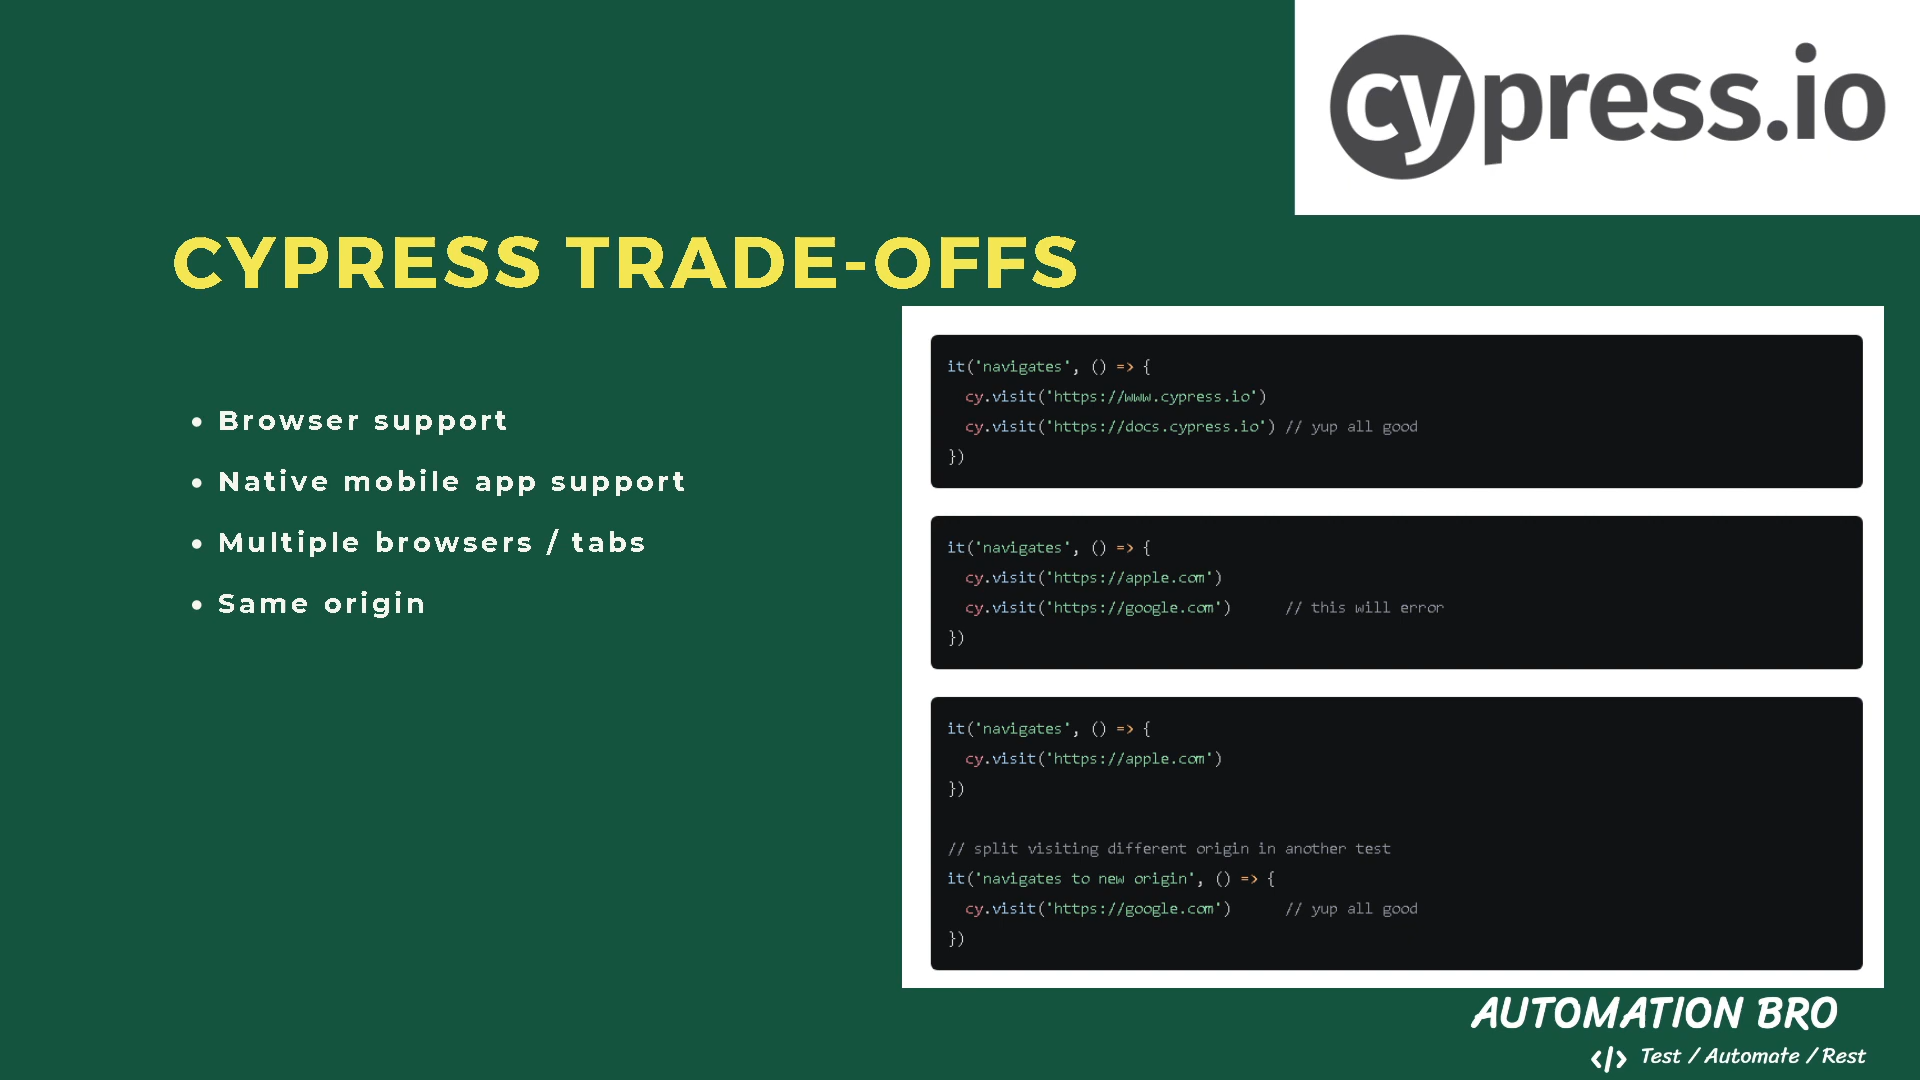 cypress.io
CYPRESS TRADE-OFFS
• Browser support
• Native mobile app support
• Multiple browsers / tabs
• Same origin
it('navigates', () => {
  cy.visit('https://www.cypress.io')
  cy.visit('https://docs.cypress.io') // yup all good
})
it('navigates', () => {
  cy.visit('https://apple.com')
  cy.visit('https://google.com')      // this will error
})
it('navigates', () => {
  cy.visit('https://apple.com')
})
// split visiting different origin in another test
it('navigates to new origin', () => {
  cy.visit('https://google.com')      // yup all good
})
AUTOMATION BRO
</> Test / Automate / Rest